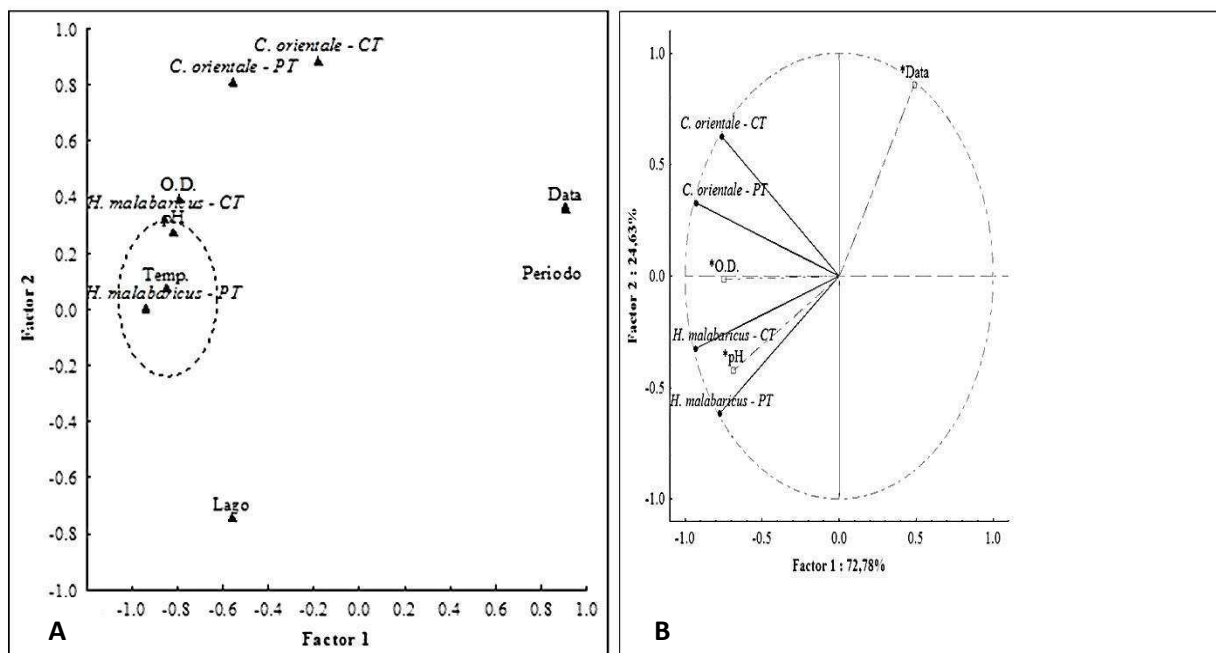 1.0
0.8
0.6
0.4
0.2
0.0
-0.2
-0.4
-0.6
-0.8
-1.0
Factor 2
C. orientale - CT
C. orientale - PT
O.D.
H. malabaricus - CT
pH
Temp.
H. malabaricus - PT
Data
Periodo
Lago
-1.0 -0.8 -0.6 -0.4 -0.2 0.0 0.2 0.4 0.6 0.8 1.0
Factor 1
A
1.0
0.5
0.0
-0.5
-1.0
Factor 2 : 24,63%
*Data
C. orientale - CT
C. orientale - PT
*O.D.
H. malabaricus - CT
*pH
H. malabaricus - PT
-1.0 -0.5 0.0 0.5 1.0
Factor 1 : 72,78%
B